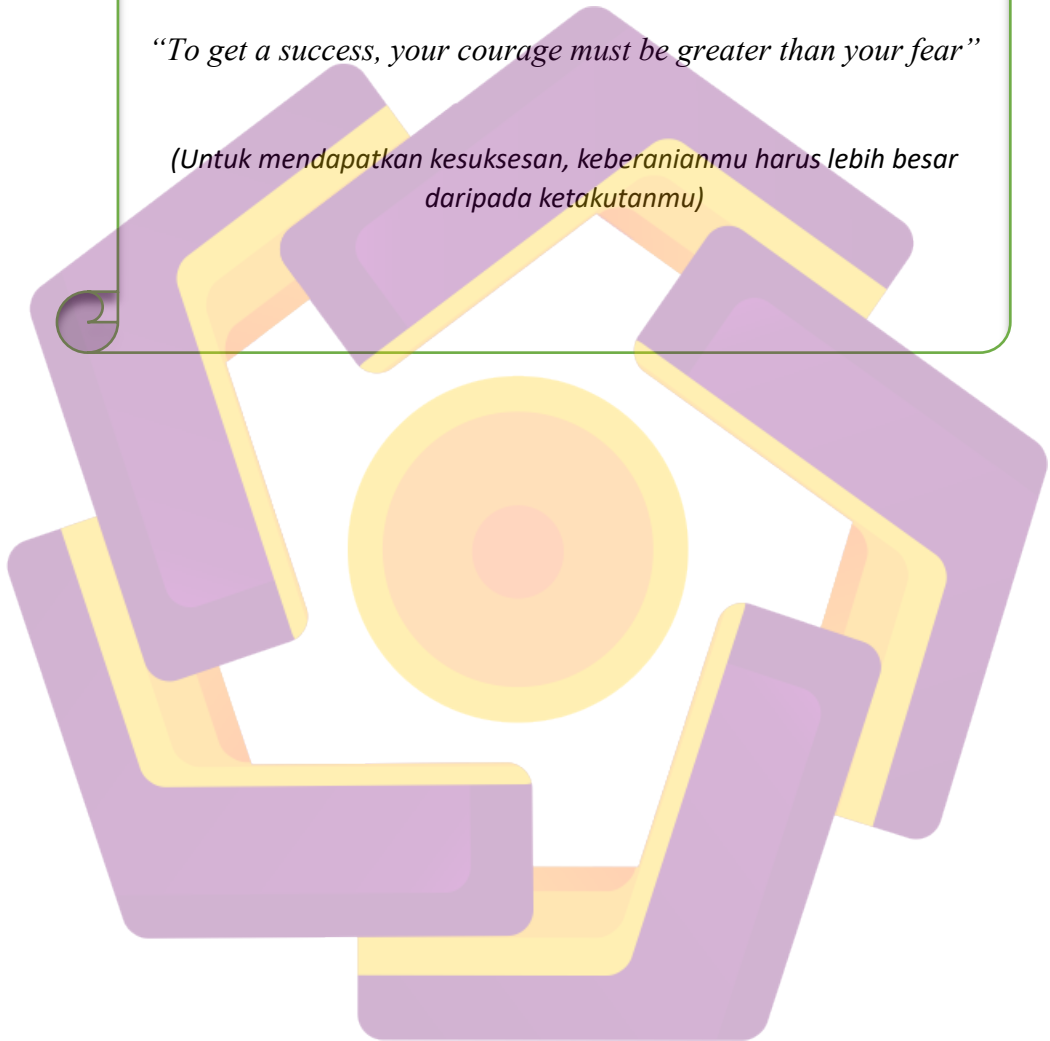 “To get a success, your courage must be greater than your fear”
(Untuk mendapatkan kesuksesan, keberanianmu harus lebih besar
daripada ketakutanmu)